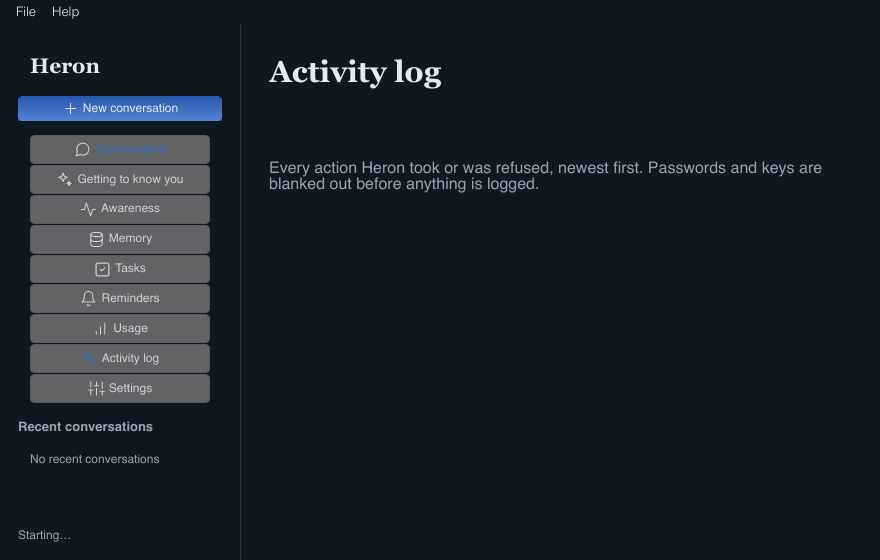 File Help
Heron
New conversation
Conversation
Getting to know you
Awareness
Memory
Tasks
Reminders
Usage
Activity log
Settings
Recent conversations
No recent conversations
Starting…
Activity log
Every action Heron took or was refused, newest first. Passwords and keys are
blanked out before anything is logged.